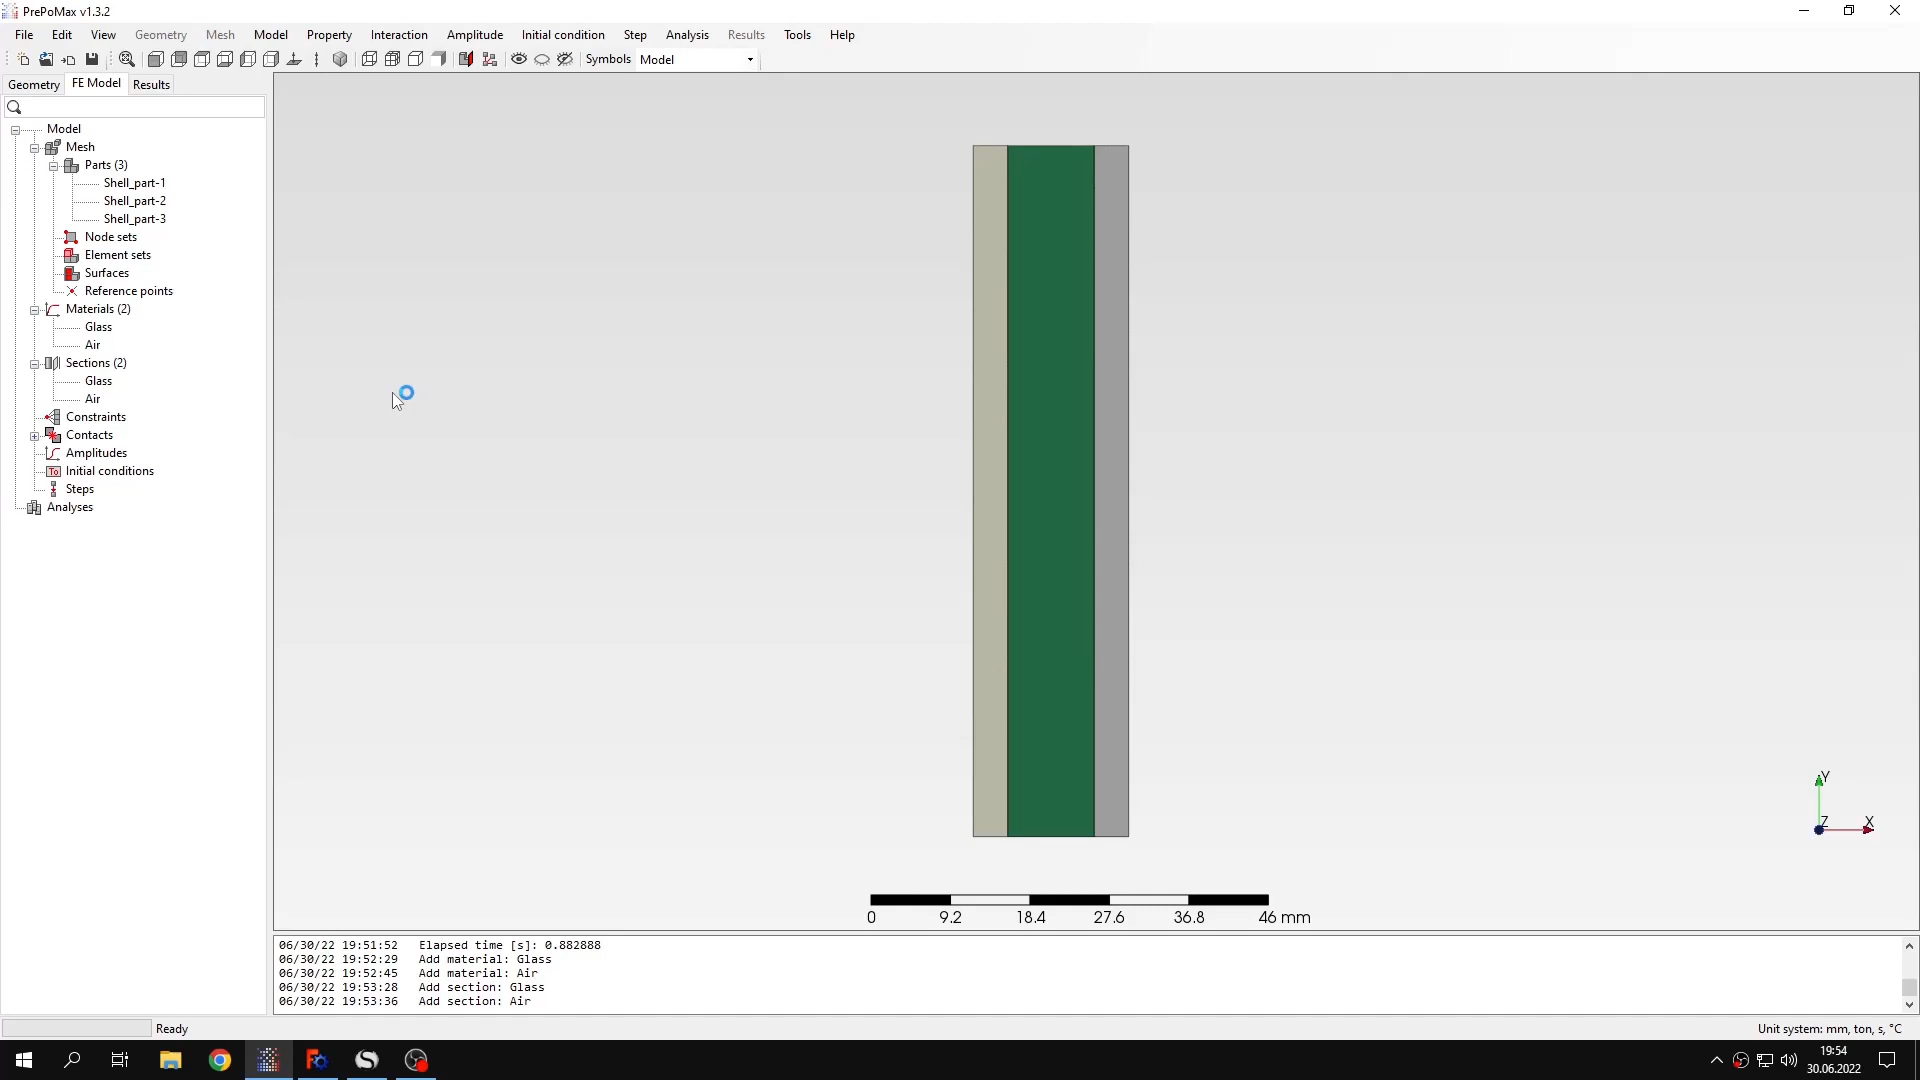 PrePoMax v1.3.2
File Edit View Geometry Mesh Model Property Interaction Amplitude Initial condition Step Analysis Results Tools Help
Symbols Model
Geometry FE Model Results
Model
Mesh
Parts (3)
Shell_part-1
Shell_part-2
Shell_part-3
Node sets
Element sets
Surfaces
Reference points
Materials (2)
Glass
Air
Sections (2)
Glass
Air
Constraints
Contacts
Amplitudes
Initial conditions
Steps
Analyses
Y
Z X
0 9.2 18.4 27.6 36.8 46 mm
06/30/22 19:51:52 Elapsed time [s]: 0.882888
06/30/22 19:52:29 Add material: Glass
06/30/22 19:52:45 Add material: Air
06/30/22 19:53:28 Add section: Glass
06/30/22 19:53:36 Add section: Air
Ready
Unit system: mm, ton, s, °C
19:54
30.06.2022